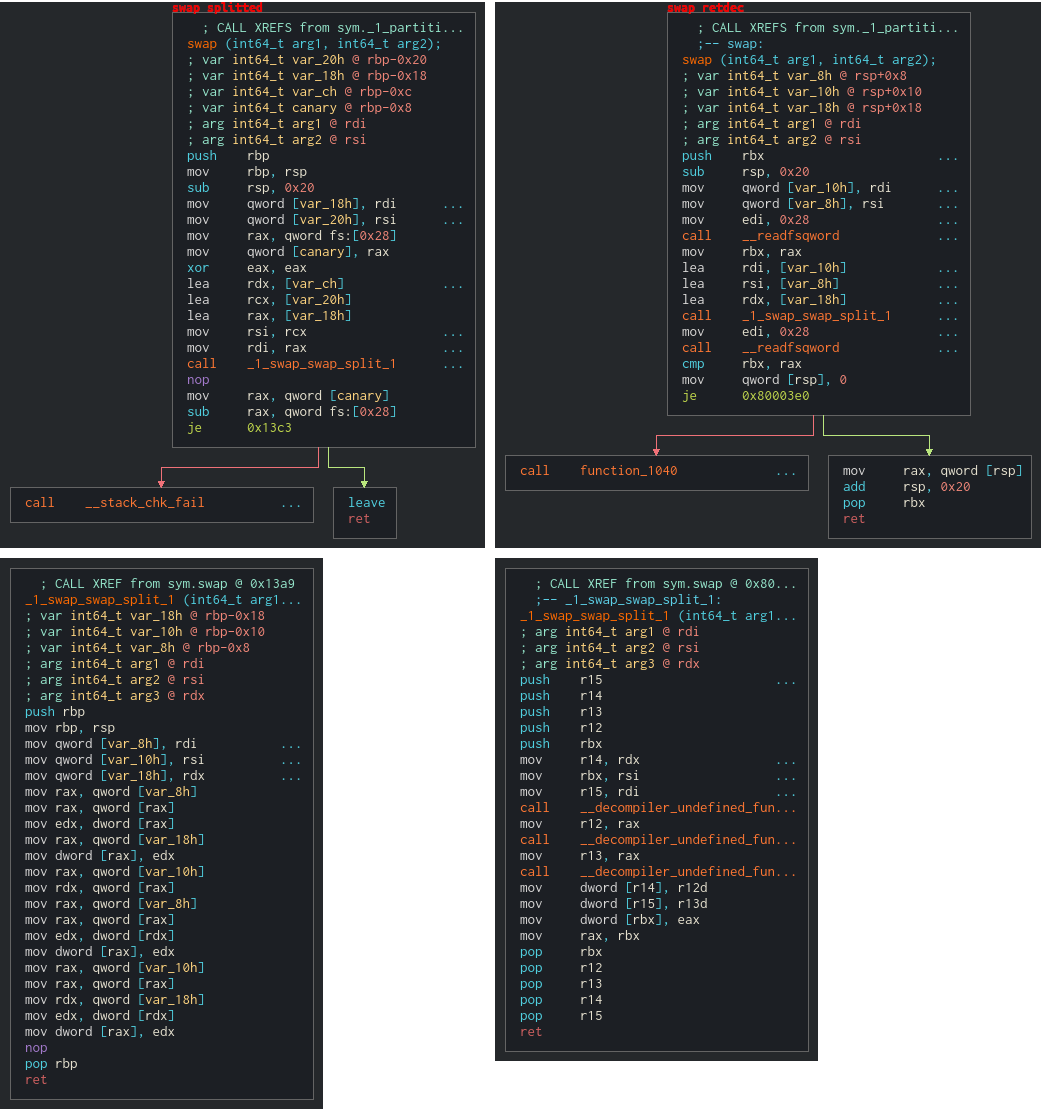 swap splitted
; CALL XREFS from sym._1_partiti...
swap (int64_t arg1, int64_t arg2);
; var int64_t var_20h @ rbp-0x20
; var int64_t var_18h @ rbp-0x18
; var int64_t var_ch @ rbp-0xc
; var int64_t canary @ rbp-0x8
; arg int64_t arg1 @ rdi
; arg int64_t arg2 @ rsi
push rbp
mov rbp, rsp
sub rsp, 0x20
mov qword [var_18h], rdi ...
mov qword [var_20h], rsi ...
mov rax, qword fs:[0x28]
mov qword [canary], rax
xor eax, eax
lea rdx, [var_ch] ...
lea rcx, [var_20h]
lea rax, [var_18h]
mov rsi, rcx ...
mov rdi, rax ...
call _1_swap_swap_split_1 ...
nop
mov rax, qword [canary]
sub rax, qword fs:[0x28]
je 0x13c3
call __stack_chk_fail ...
leave
ret
swap retdec
; CALL XREFS from sym._1_partiti...
;-- swap:
swap (int64_t arg1, int64_t arg2);
; var int64_t var_8h @ rsp+0x8
; var int64_t var_10h @ rsp+0x10
; var int64_t var_18h @ rsp+0x18
; arg int64_t arg1 @ rdi
; arg int64_t arg2 @ rsi
push rbx ...
sub rsp, 0x20
mov qword [var_10h], rdi ...
mov qword [var_8h], rsi ...
mov edi, 0x28 ...
call __readfsqword ...
mov rbx, rax
lea rdi, [var_10h] ...
lea rsi, [var_8h] ...
lea rdx, [var_18h] ...
call _1_swap_swap_split_1 ...
mov edi, 0x28 ...
call __readfsqword ...
cmp rbx, rax
mov qword [rsp], 0
je 0x80003e0
call function_1040 ...
mov rax, qword [rsp]
add rsp, 0x20
pop rbx
ret
; CALL XREF from sym.swap @ 0x13a9
_1_swap_swap_split_1 (int64_t arg1...
; var int64_t var_18h @ rbp-0x18
; var int64_t var_10h @ rbp-0x10
; var int64_t var_8h @ rbp-0x8
; arg int64_t arg1 @ rdi
; arg int64_t arg2 @ rsi
; arg int64_t arg3 @ rdx
push rbp
mov rbp, rsp
mov qword [var_8h], rdi ...
mov qword [var_10h], rsi ...
mov qword [var_18h], rdx ...
mov rax, qword [var_8h]
mov rax, qword [rax]
mov edx, dword [rax]
mov rax, qword [var_18h]
mov dword [rax], edx
mov rax, qword [var_10h]
mov rdx, qword [rax]
mov rax, qword [var_8h]
mov rax, qword [rax]
mov edx, dword [rdx]
mov dword [rax], edx
mov rax, qword [var_10h]
mov rax, qword [rax]
mov rdx, qword [var_18h]
mov edx, dword [rdx]
mov dword [rax], edx
nop
pop rbp
ret
; CALL XREF from sym.swap @ 0x80...
;-- _1_swap_swap_split_1:
_1_swap_swap_split_1 (int64_t arg1...
; arg int64_t arg1 @ rdi
; arg int64_t arg2 @ rsi
; arg int64_t arg3 @ rdx
push r15 ...
push r14
push r13
push r12
push rbx
mov r14, rdx ...
mov rbx, rsi ...
mov r15, rdi ...
call __decompiler_undefined_fun...
mov r12, rax
call __decompiler_undefined_fun...
mov r13, rax
call __decompiler_undefined_fun...
mov dword [r14], r12d
mov dword [r15], r13d
mov dword [rbx], eax
mov rax, rbx
pop rbx
pop r12
pop r13
pop r14
pop r15
ret